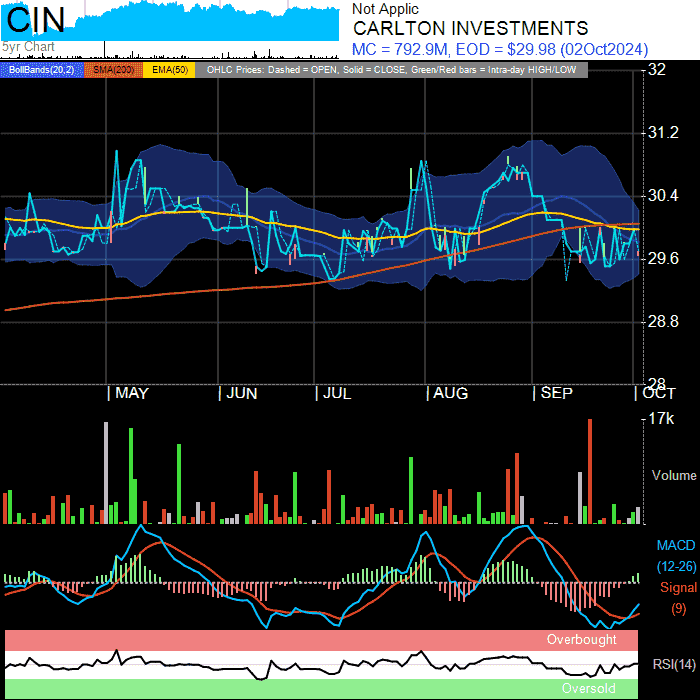 CIN
5yr Chart
Not Applic
CARLTON INVESTMENTS
MC = 792.9M, EOD = $29.98 (02Oct2024)
BollBands(20,2) SMA(200) EMA(50) OHLC Prices: Dashed = OPEN, Solid = CLOSE, Green/Red bars = Intra-day HIGH/LOW
32
31.2
30.4
29.6
28.8
28
MAY JUN JUL AUG SEP OCT
17k
Volume
MACD
(12-26)
Signal
(9)
Overbought
RSI(14)
Oversold